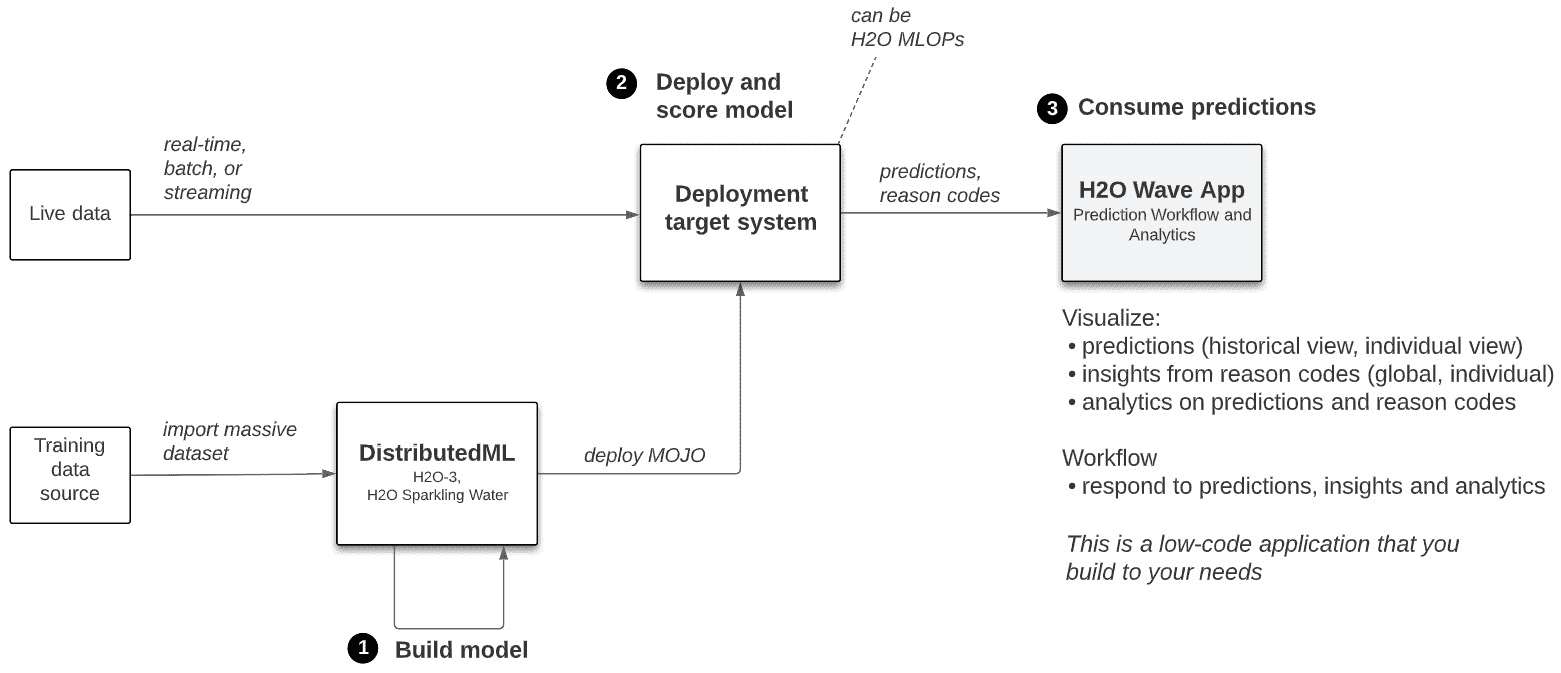 can be
H2O MLOPs
2 Deploy and
score model
3 Consume predictions
real-time,
batch, or
streaming
Live data
Deployment
target system
predictions,
reason codes
H2O Wave App
Prediction Workflow and
Analytics
Visualize:
• predictions (historical view, individual view)
• insights from reason codes (global, individual)
• analytics on predictions and reason codes
Workflow
• respond to predictions, insights and analytics
This is a low-code application that you
build to your needs
Training
data
source
import massive
dataset
DistributedML
H2O-3,
H2O Sparkling Water
deploy MOJO
1 Build model